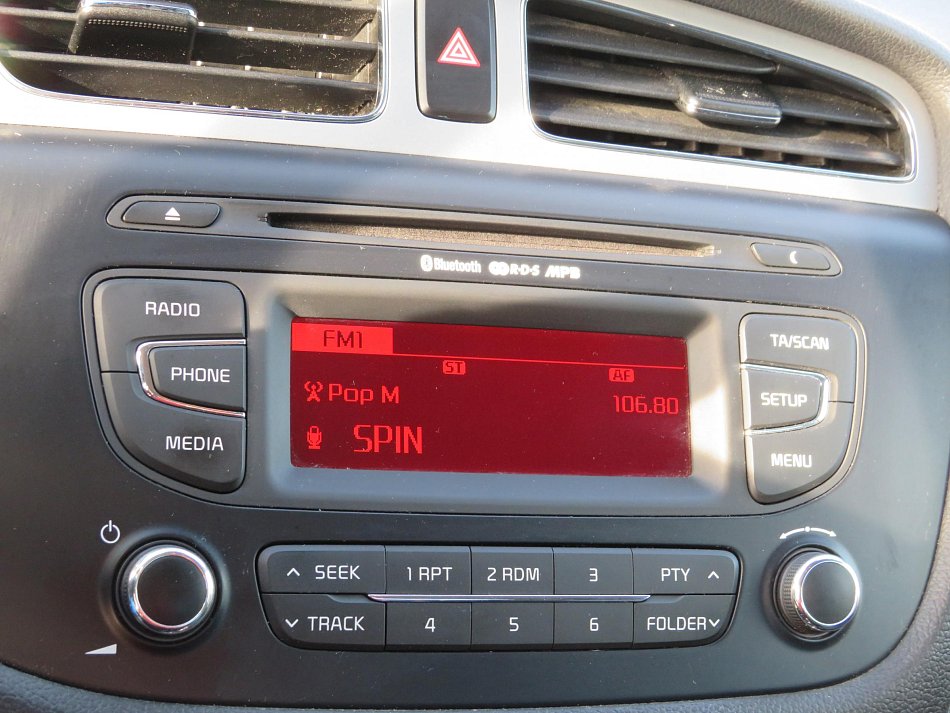 Bluetooth R·D·S MP3
RADIO
PHONE
MEDIA
FM1
ST AF
Pop M 106.80
SPIN
TA/SCAN
SETUP
MENU
SEEK 1 RPT 2 RDM 3 PTY
TRACK 4 5 6 FOLDER